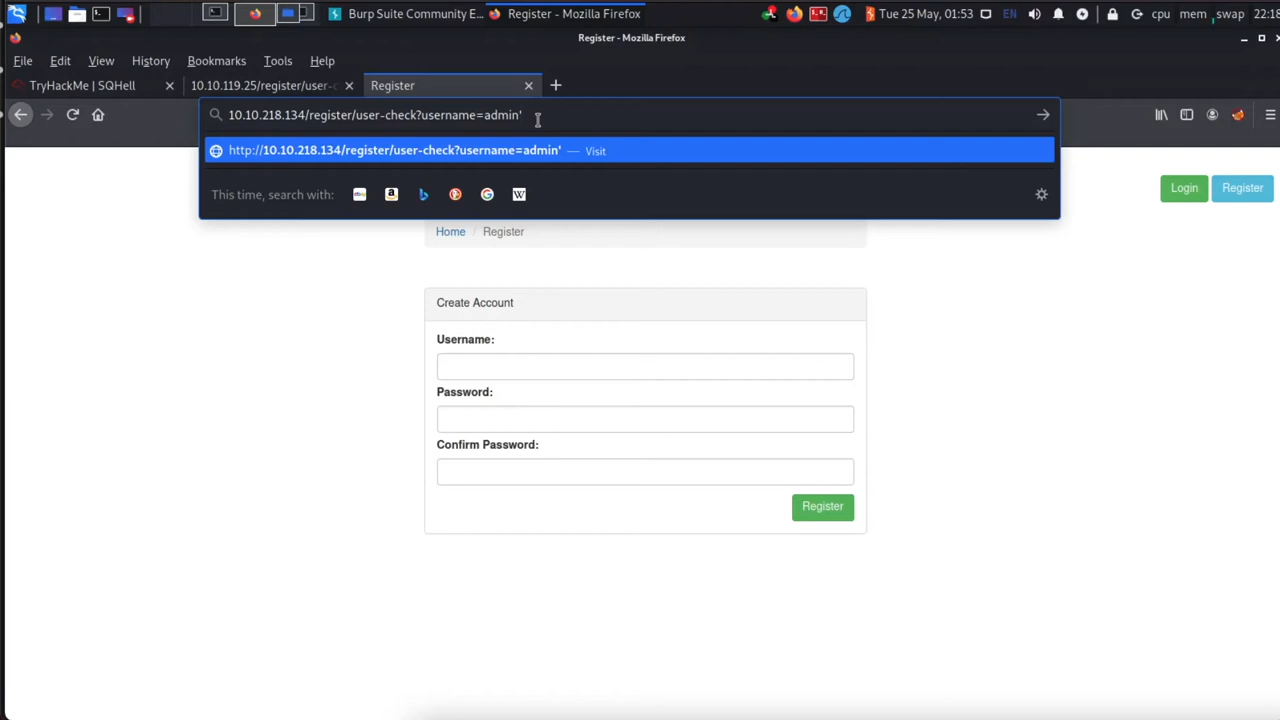 Burp Suite Community E...
Register - Mozilla Firefox
Tue 25 May, 01:53
EN
cpu
mem
swap
22:18
Register - Mozilla Firefox
File Edit View History Bookmarks Tools Help
TryHackMe | SQHell
10.10.119.25/register/user-c
Register
10.10.218.134/register/user-check?username=admin'
http://10.10.218.134/register/user-check?username=admin' — Visit
This time, search with:
Login
Register
Home / Register
Create Account
Username:
Password:
Confirm Password:
Register